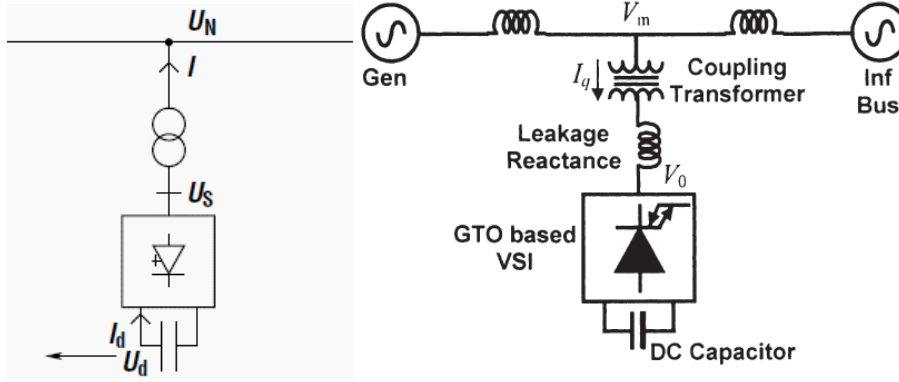 U_N
I
U_S
I_d
U_d
Gen
V_m
Inf
Bus
I_q
Coupling
Transformer
Leakage
Reactance
V_0
GTO based
VSI
DC Capacitor